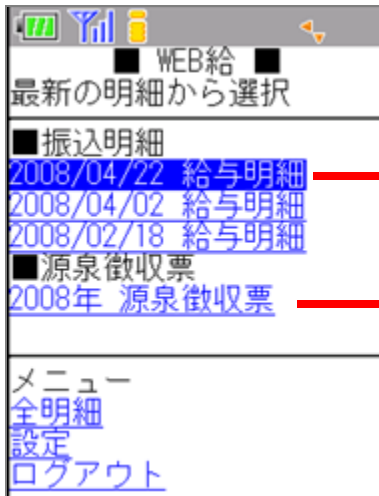 ■ WEB給 ■
最新の明細から選択
■振込明細
2008/04/22 給与明細
2008/04/02 給与明細
2008/02/18 給与明細
■源泉徴収票
2008年 源泉徴収票
メニュー
全明細
設定
ログアウト